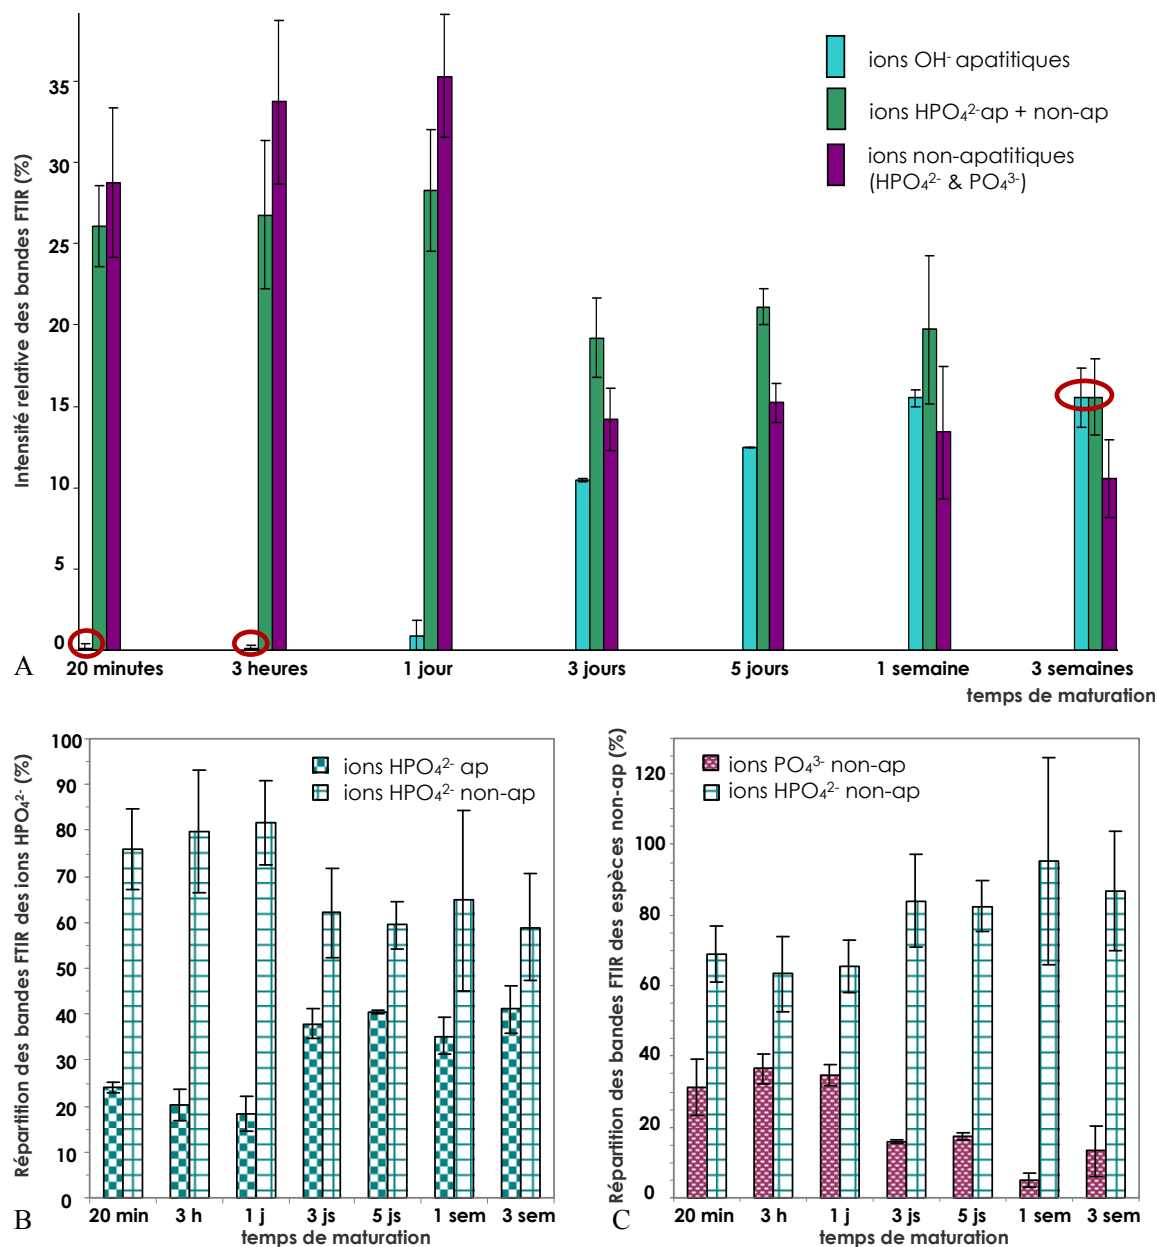 Intensité relative des bandes FTIR (%)
35
30
25
20
15
10
5
0
ions OH- apatitiques
ions HPO₄²-ap + non-ap
ions non-apatitiques
(HPO₄²- & PO₄³-)
20 minutes 3 heures 1 jour 3 jours 5 jours 1 semaine 3 semaines
temps de maturation
A
Répartition des bandes FTIR des ions HPO₄²- (%)
100
90
80
70
60
50
40
30
20
10
0
ions HPO₄²- ap
ions HPO₄²- non-ap
20 min 3 h 1 j 3 js 5 js 1 sem 3 sem
temps de maturation
B
Répartition des bandes FTIR des espèces non-ap (%)
120
100
80
60
40
20
0
ions PO₄³- non-ap
ions HPO₄²- non-ap
20 min 3 h 1 j 3 js 5 js 1 sem 3 sem
temps de maturation
C